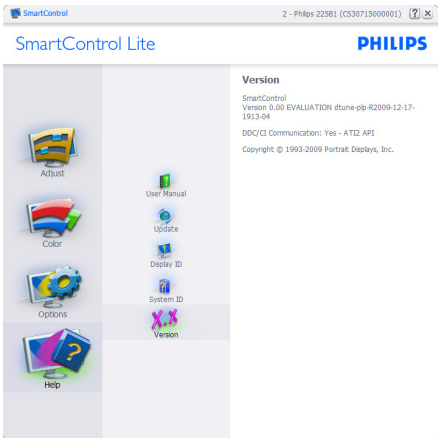 SmartControl
2 - Philips 225B1 (CS30715000001)
?
X
SmartControl Lite
PHILIPS
Adjust
Color
Options
?
Help
?
User Manual
Update
Display ID
?
System ID
X.X
Version
Version
SmartControl
Version 0.00 EVALUATION dtune-plp-R2009-12-17-
1913-04
DDC/CI Communication: Yes - ATI2 API
Copyright © 1993-2009 Portrait Displays, Inc.